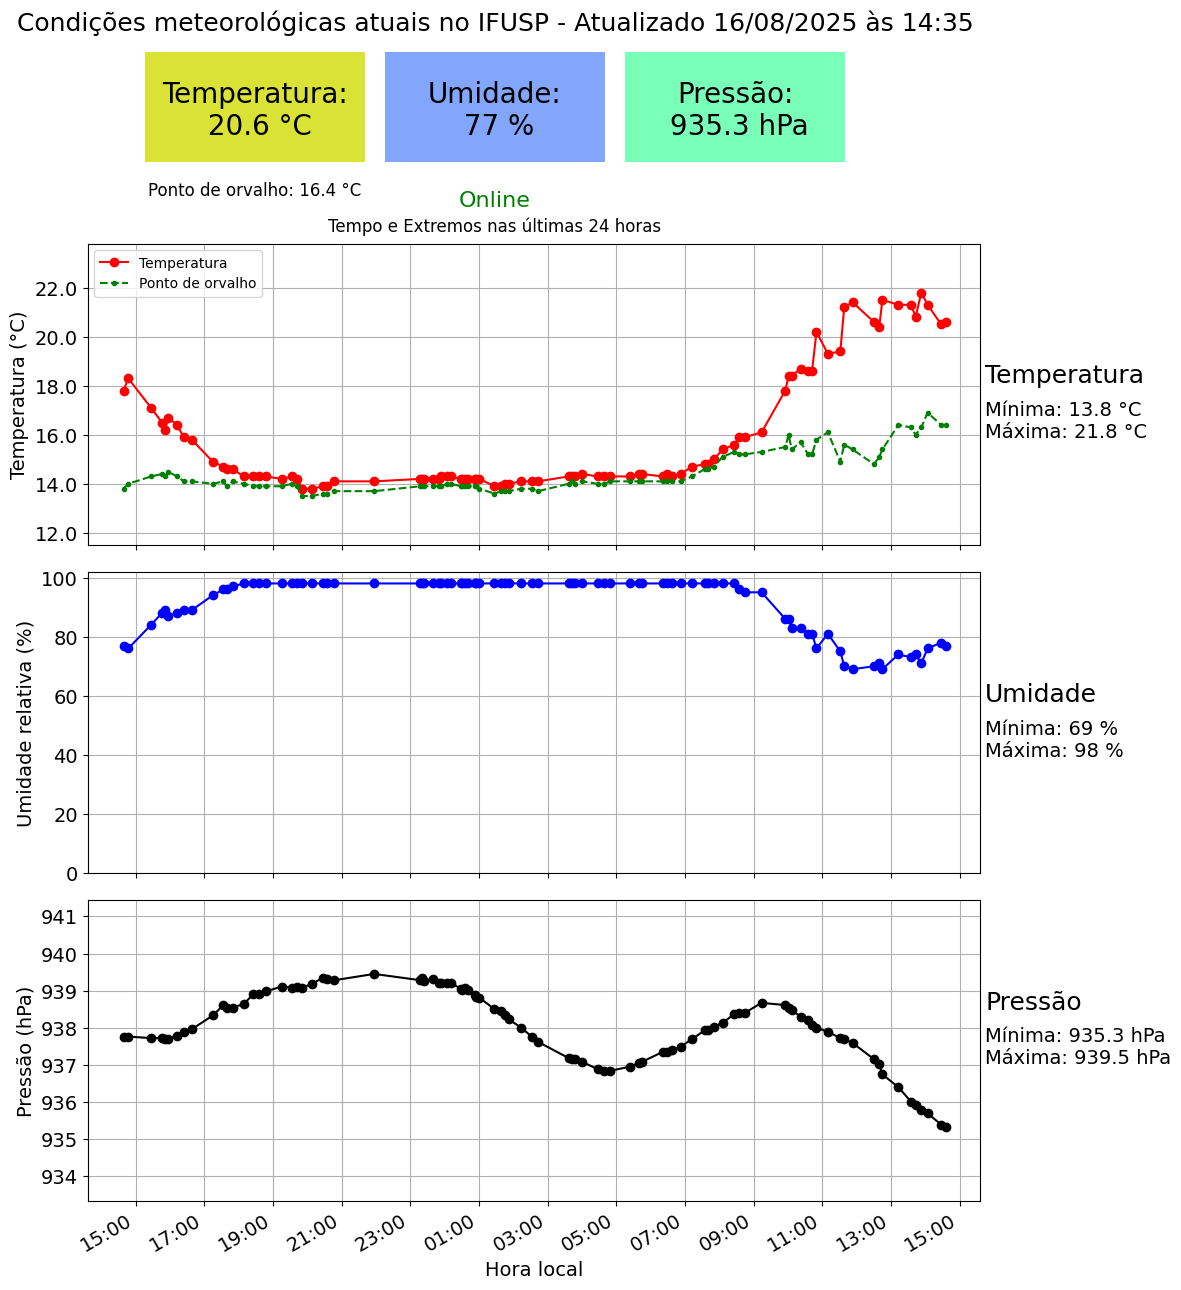 Condições meteorológicas atuais no IFUSP - Atualizado 16/08/2025 às 14:35
Temperatura:
20.6 °C
Umidade:
77 %
Pressão:
935.3 hPa
Ponto de orvalho: 16.4 °C
Online
Tempo e Extremos nas últimas 24 horas
Temperatura
Ponto de orvalho
Temperatura (°C)
22.0
20.0
18.0
16.0
14.0
12.0
Temperatura
Mínima: 13.8 °C
Máxima: 21.8 °C
Umidade relativa (%)
100
80
60
40
20
0
Umidade
Mínima: 69 %
Máxima: 98 %
Pressão (hPa)
941
940
939
938
937
936
935
934
Pressão
Mínima: 935.3 hPa
Máxima: 939.5 hPa
15:00 17:00 19:00 21:00 23:00 01:00 03:00 05:00 07:00 09:00 11:00 13:00 15:00
Hora local